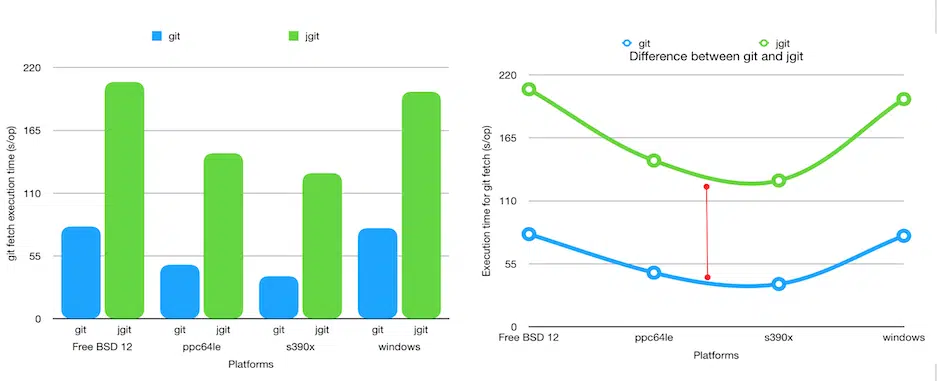 git jgit
220
165
110
55
0
git fetch execution time (s/op)
git jgit git jgit git jgit git jgit
Free BSD 12 ppc64le s390x windows
Platforms
git jgit
Difference between git and jgit
220
165
110
55
0
Execution time for git fetch (s/op)
Free BSD 12 ppc64le s390x windows
Platforms